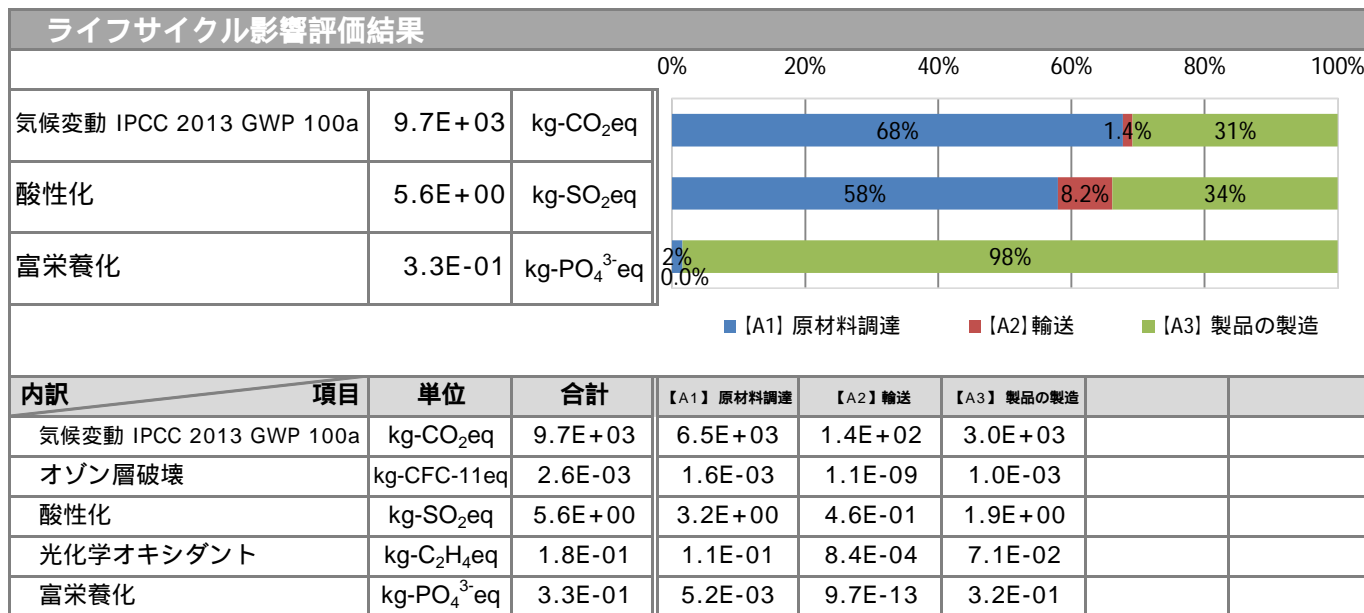 ライフサイクル影響評価結果
0% 20% 40% 60% 80% 100%
気候変動 IPCC 2013 GWP 100a 9.7E+03 kg-CO₂eq 68% 1.4% 31%
酸性化 5.6E+00 kg-SO₂eq 58% 8.2% 34%
富栄養化 3.3E-01 kg-PO₄³⁻eq 2% 0.0% 98%
【A1】原材料調達 【A2】輸送 【A3】製品の製造
内訳 項目 単位 合計 【A1】原材料調達 【A2】輸送 【A3】製品の製造
気候変動 IPCC 2013 GWP 100a kg-CO₂eq 9.7E+03 6.5E+03 1.4E+02 3.0E+03
オゾン層破壊 kg-CFC-11eq 2.6E-03 1.6E-03 1.1E-09 1.0E-03
酸性化 kg-SO₂eq 5.6E+00 3.2E+00 4.6E-01 1.9E+00
光化学オキシダント kg-C₂H₄eq 1.8E-01 1.1E-01 8.4E-04 7.1E-02
富栄養化 kg-PO₄³⁻eq 3.3E-01 5.2E-03 9.7E-13 3.2E-01